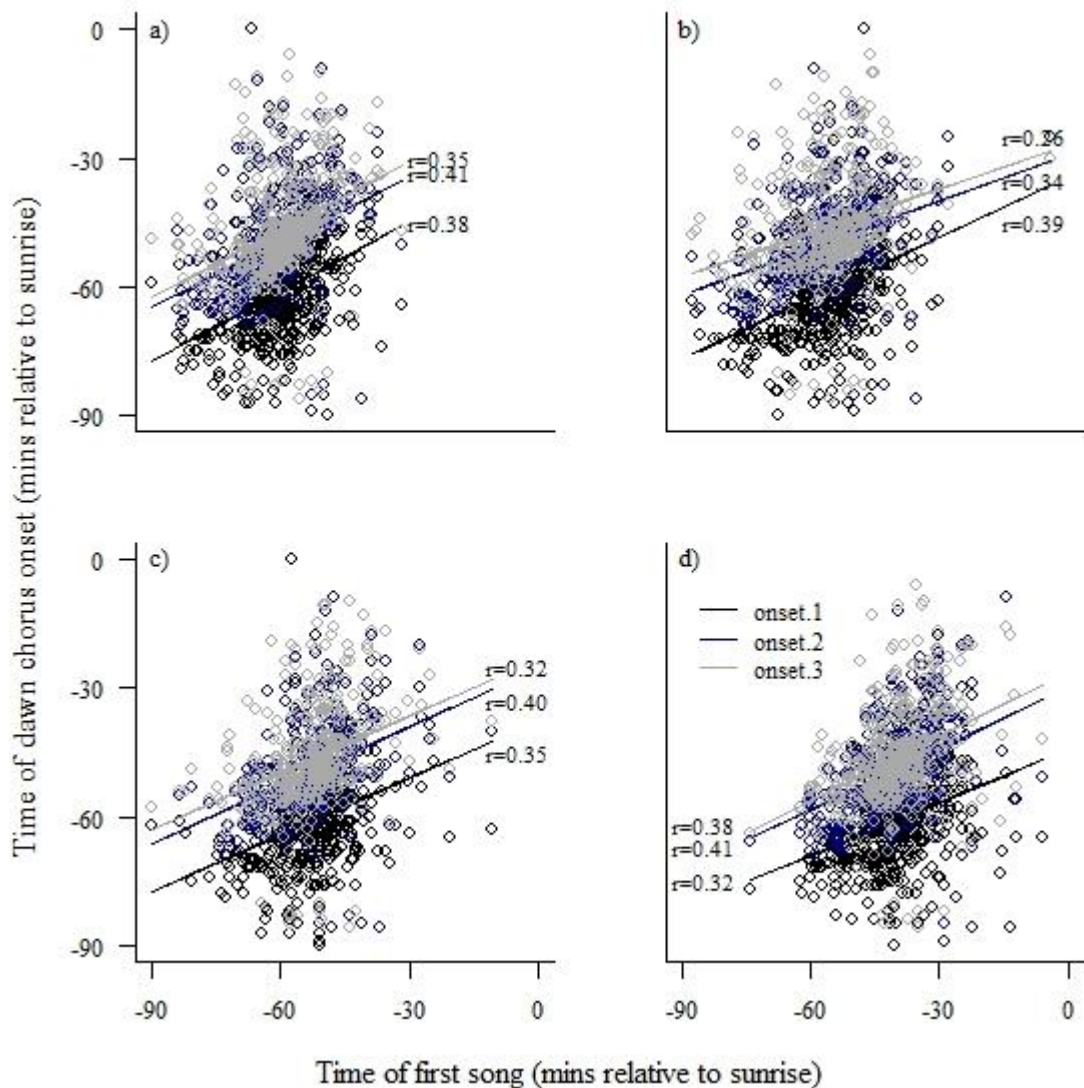 Time of dawn chorus onset (mins relative to sunrise)
0
-30
-60
-90
a)
r=0.35
r=0.41
r=0.38
b)
r=0.34
r=0.39
0
-30
-60
-90
c)
r=0.32
r=0.40
r=0.35
d)
onset.1
onset.2
onset.3
r=0.38
r=0.41
r=0.32
-90 -60 -30 0
-90 -60 -30 0
Time of first song (mins relative to sunrise)